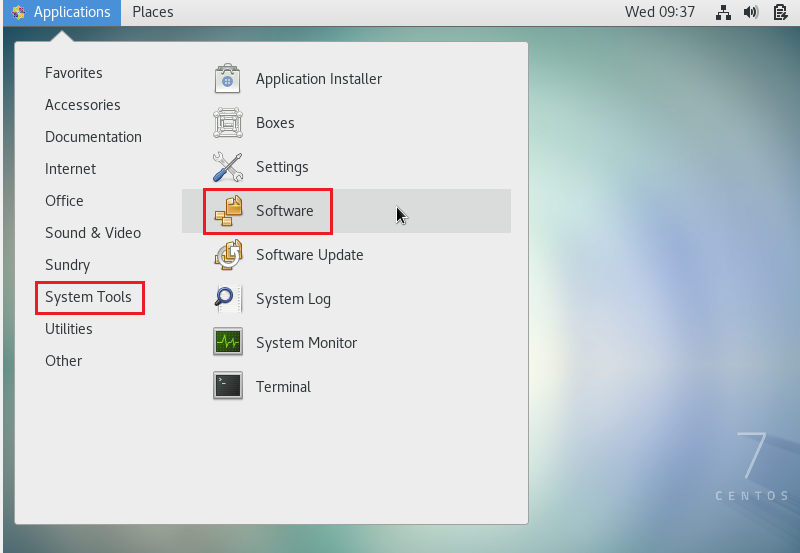 Applications Places Wed 09:37
Favorites
Accessories
Documentation
Internet
Office
Sound & Video
Sundry
System Tools
Utilities
Other
Application Installer
Boxes
Settings
Software
Software Update
System Log
System Monitor
Terminal
7
CENTOS